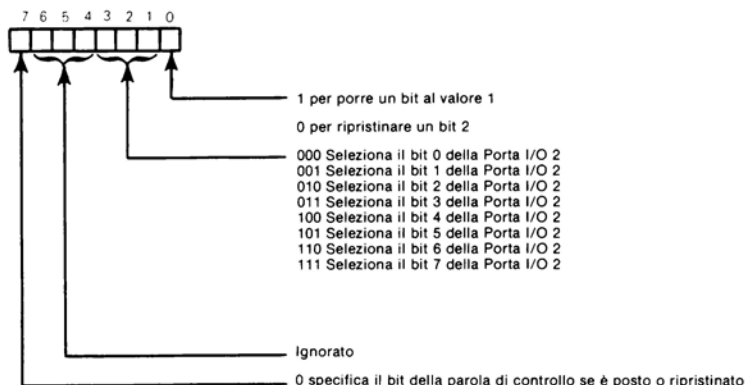 7 6 5 4 3 2 1 0
1 per porre un bit al valore 1
0 per ripristinare un bit 2
000 Seleziona il bit 0 della Porta I/O 2
001 Seleziona il bit 1 della Porta I/O 2
010 Seleziona il bit 2 della Porta I/O 2
011 Seleziona il bit 3 della Porta I/O 2
100 Seleziona il bit 4 della Porta I/O 2
101 Seleziona il bit 5 della Porta I/O 2
110 Seleziona il bit 6 della Porta I/O 2
111 Seleziona il bit 7 della Porta I/O 2
Ignorato
0 specifica il bit della parola di controllo se è posto o ripristinato